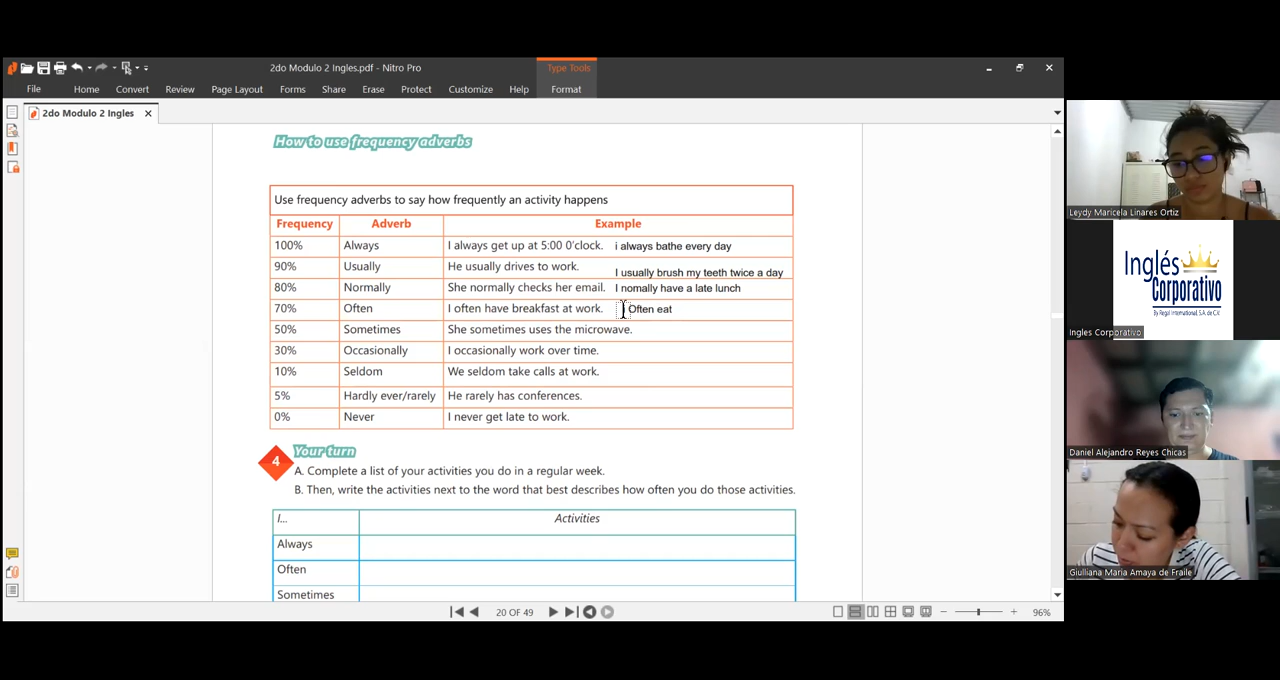 2do Modulo 2 Ingles.pdf - Nitro Pro
Type Tools
File Home Convert Review Page Layout Forms Share Erase Protect Customize Help Format
2do Modulo 2 Ingles
How to use frequency adverbs
Use frequency adverbs to say how frequently an activity happens
Frequency Adverb Example
100% Always I always get up at 5:00 0'clock. i always bathe every day
90% Usually He usually drives to work. I usually brush my teeth twice a day
80% Normally She normally checks her email. I nomally have a late lunch
70% Often I often have breakfast at work. I Often eat
50% Sometimes She sometimes uses the microwave.
30% Occasionally I occasionally work over time.
10% Seldom We seldom take calls at work.
5% Hardly ever/rarely He rarely has conferences.
0% Never I never get late to work.
4 Your turn
A. Complete a list of your activities you do in a regular week.
B. Then, write the activities next to the word that best describes how often you do those activities.
I... Activities
Always
Often
Sometimes
20 OF 49
96%
Leydy Maricela Linares Ortiz
Inglés
Corporativo
By Regal International, S.A. de C.V.
Ingles Corporativo
Daniel Alejandro Reyes Chicas
Giulliana Maria Amaya de Fraile